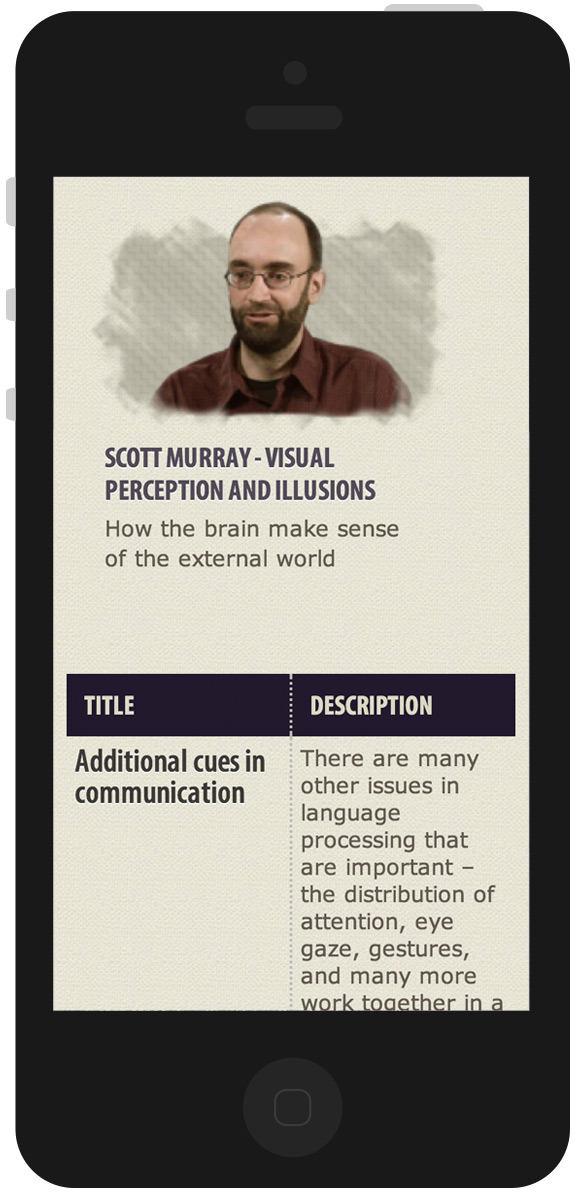 SCOTT MURRAY - VISUAL
PERCEPTION AND ILLUSIONS
How the brain make sense
of the external world
TITLE
DESCRIPTION
Additional cues in
communication
There are many
other issues in
language
processing that
are important –
the distribution of
attention, eye
gaze, gestures,
and many more
work together in a